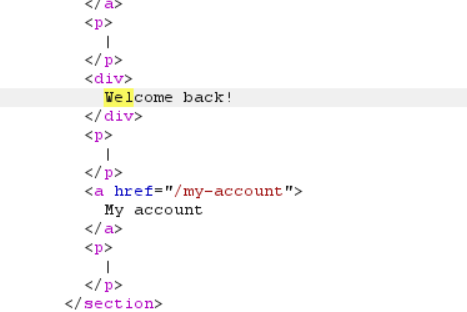 </a>
<p>
|
</p>
<div>
Welcome back!
</div>
<p>
|
</p>
<a href="/my-account">
My account
</a>
<p>
|
</p>
</section>